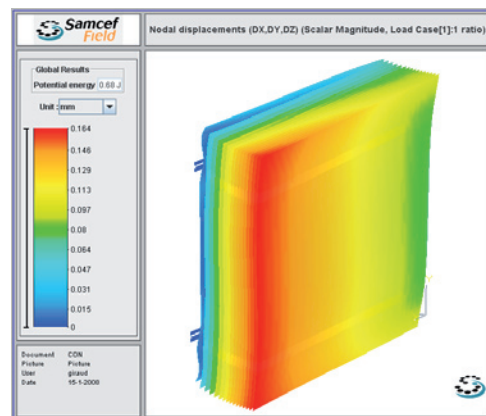 Samcef
Field
Nodal displacements (DX,DY,DZ) (Scalar Magnitude, Load Case[1]:1 ratio)
Global Results
Potential energy 0.68 J
Unit : mm
0.164
0.146
0.129
0.113
0.097
0.08
0.064
0.047
0.031
0.015
0
Document CON
Picture Picture
User giraud
Date 15-1-2008